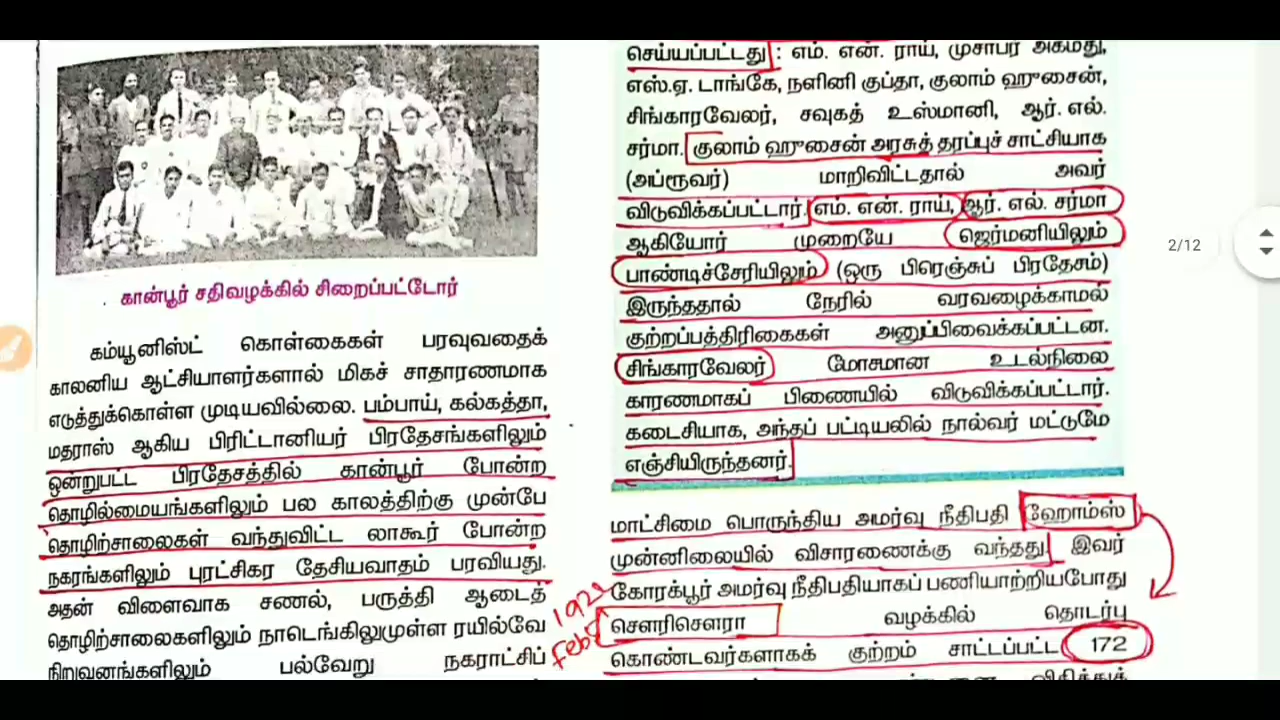 கான்பூர் சதிவழக்கில் சிறைப்பட்டோர்
கம்யூனிஸ்ட் கொள்கைகள் பரவுவதைக்
காலனிய ஆட்சியாளர்களால் மிகச் சாதாரணமாக
எடுத்துக்கொள்ள முடியவில்லை. பம்பாய், கல்கத்தா,
மதராஸ் ஆகிய பிரிட்டானியர் பிரதேசங்களிலும்
ஒன்றுபட்ட பிரதேசத்தில் கான்பூர் போன்ற
தொழில்மையங்களிலும் பல காலத்திற்கு முன்பே
தொழிற்சாலைகள் வந்துவிட்ட லாகூர் போன்ற
நகரங்களிலும் புரட்சிகர தேசியவாதம் பரவியது.
அதன் விளைவாக சணல், பருத்தி ஆடைத்
தொழிற்சாலைகளிலும் நாடெங்கிலுமுள்ள ரயில்வே
நிறுவனங்களிலும் பல்வேறு நகராட்சிப்
செய்யப்பட்டது : எம். என். ராய், முசாபர் அகமது,
எஸ்.ஏ. டாங்கே, நளினி குப்தா, குலாம் ஹுசைன்,
சிங்காரவேலர், சவுகத் உஸ்மானி, ஆர். எல்.
சர்மா. குலாம் ஹுசைன் அரசுத் தரப்புச் சாட்சியாக
(அப்ரூவர்) மாறிவிட்டதால் அவர்
விடுவிக்கப்பட்டார். எம். என். ராய், ஆர். எல். சர்மா
ஆகியோர் முறையே ஜெர்மனியிலும்
பாண்டிச்சேரியிலும் (ஒரு பிரெஞ்சுப் பிரதேசம்)
இருந்ததால் நேரில் வரவழைக்காமல்
குற்றப்பத்திரிகைகள் அனுப்பிவைக்கப்பட்டன.
சிங்காரவேலர் மோசமான உடல்நிலை
காரணமாகப் பிணையில் விடுவிக்கப்பட்டார்.
கடைசியாக, அந்தப் பட்டியலில் நால்வர் மட்டுமே
எஞ்சியிருந்தனர்.
மாட்சிமை பொருந்திய அமர்வு நீதிபதி ஹோம்ஸ்
முன்னிலையில் விசாரணைக்கு வந்தது. இவர்
கோரக்பூர் அமர்வு நீதிபதியாகப் பணியாற்றியபோது
சௌரிசௌரா வழக்கில் தொடர்பு
கொண்டவர்களாகக் குற்றம் சாட்டப்பட்ட 172
Feb 5
2/12